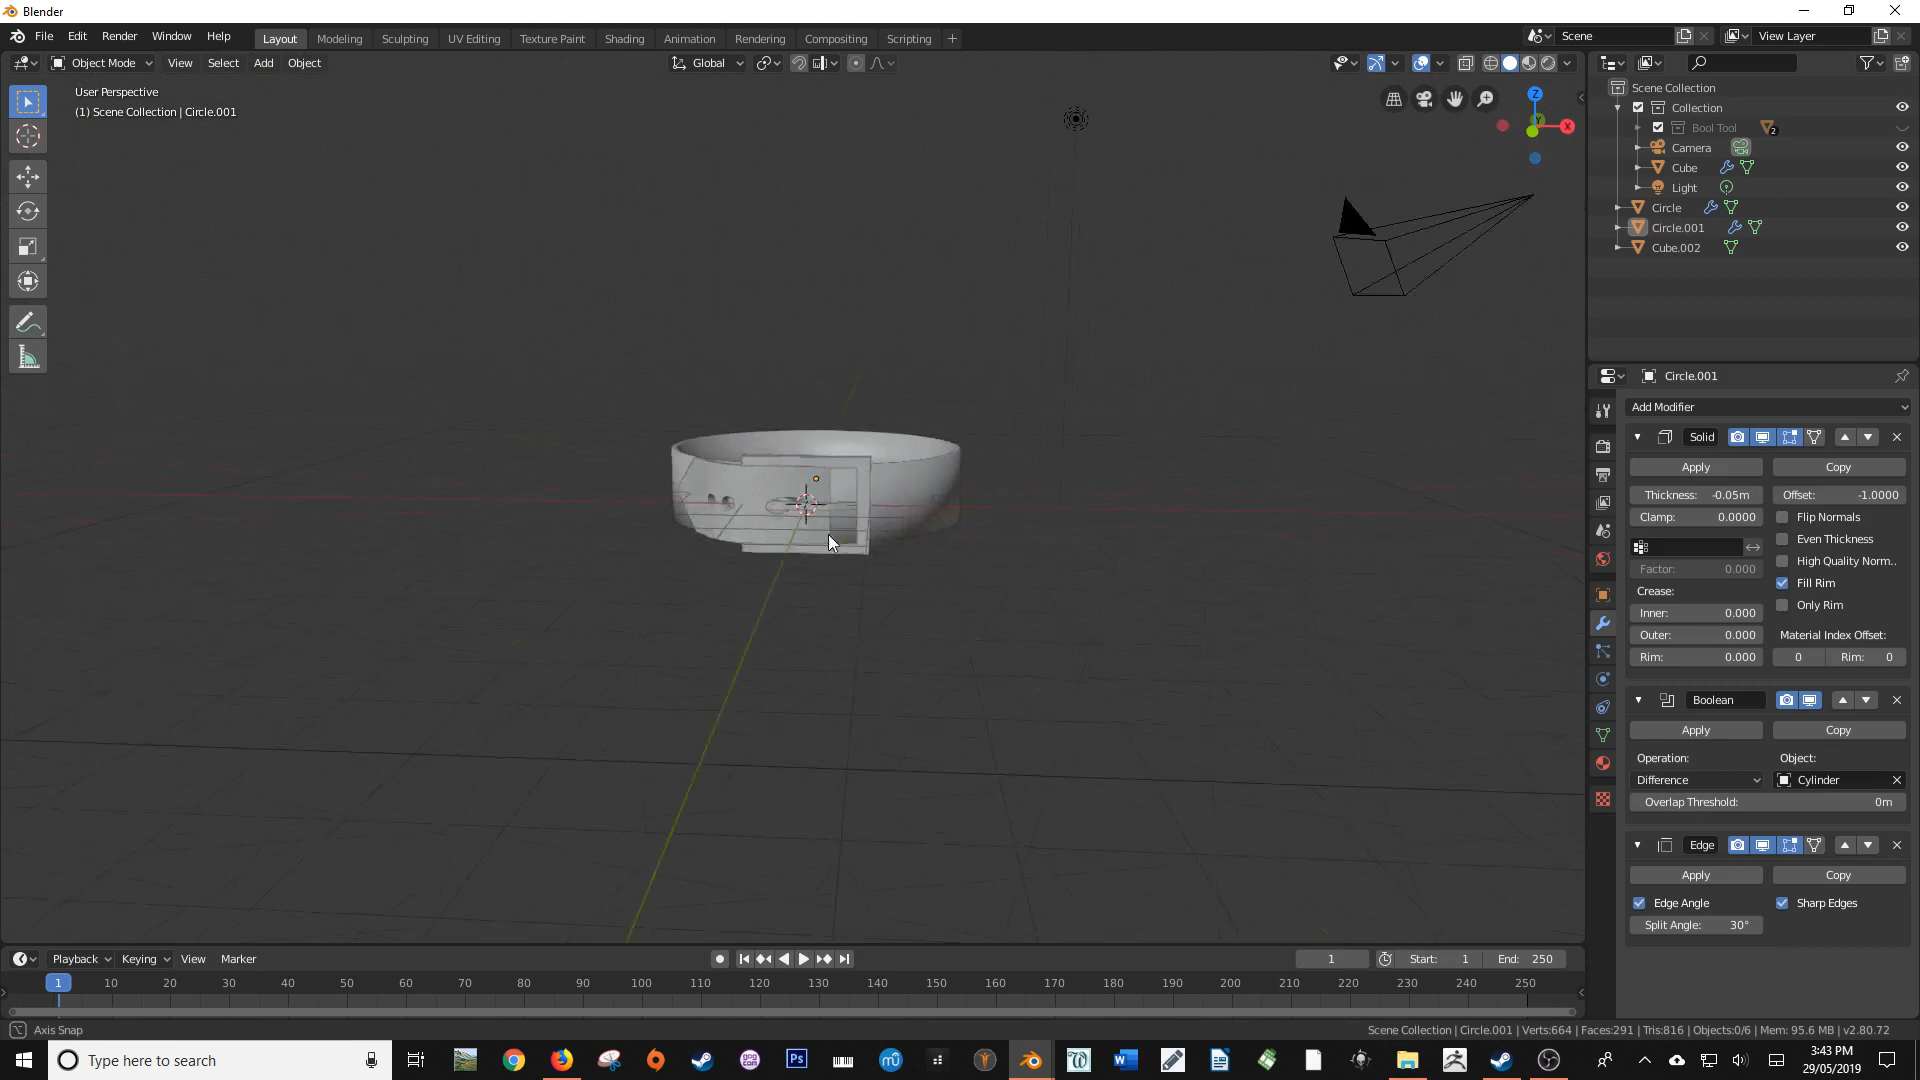 Blender
File Edit Render Window Help
Layout Modeling Sculpting UV Editing Texture Paint Shading Animation Rendering Compositing Scripting +
Scene
View Layer
Object Mode View Select Add Object
Global
User Perspective
(1) Scene Collection | Circle.001
Z
X
Scene Collection
Collection
Bool Tool 2
Camera
Cube
Light
Circle
Circle.001
Cube.002
Circle.001
Add Modifier
Solid
Apply Copy
Thickness: -0.05m Offset: -1.0000
Clamp: 0.0000 Flip Normals
Even Thickness
High Quality Norm..
Factor: 0.000 Fill Rim
Crease: Only Rim
Inner: 0.000
Outer: 0.000 Material Index Offset:
Rim: 0.000 0 Rim: 0
Boolean
Apply Copy
Operation: Object:
Difference Cylinder
Overlap Threshold: 0m
Edge
Apply Copy
Edge Angle Sharp Edges
Split Angle: 30°
Playback Keying View Marker
1 Start: 1 End: 250
1 10 20 30 40 50 60 70 80 90 100 110 120 130 140 150 160 170 180 190 200 210 220 230 240 250
Axis Snap
Scene Collection | Circle.001 | Verts:664 | Faces:291 | Tris:816 | Objects:0/6 | Mem: 95.6 MB | v2.80.72
Type here to search
3:43 PM
29/05/2019